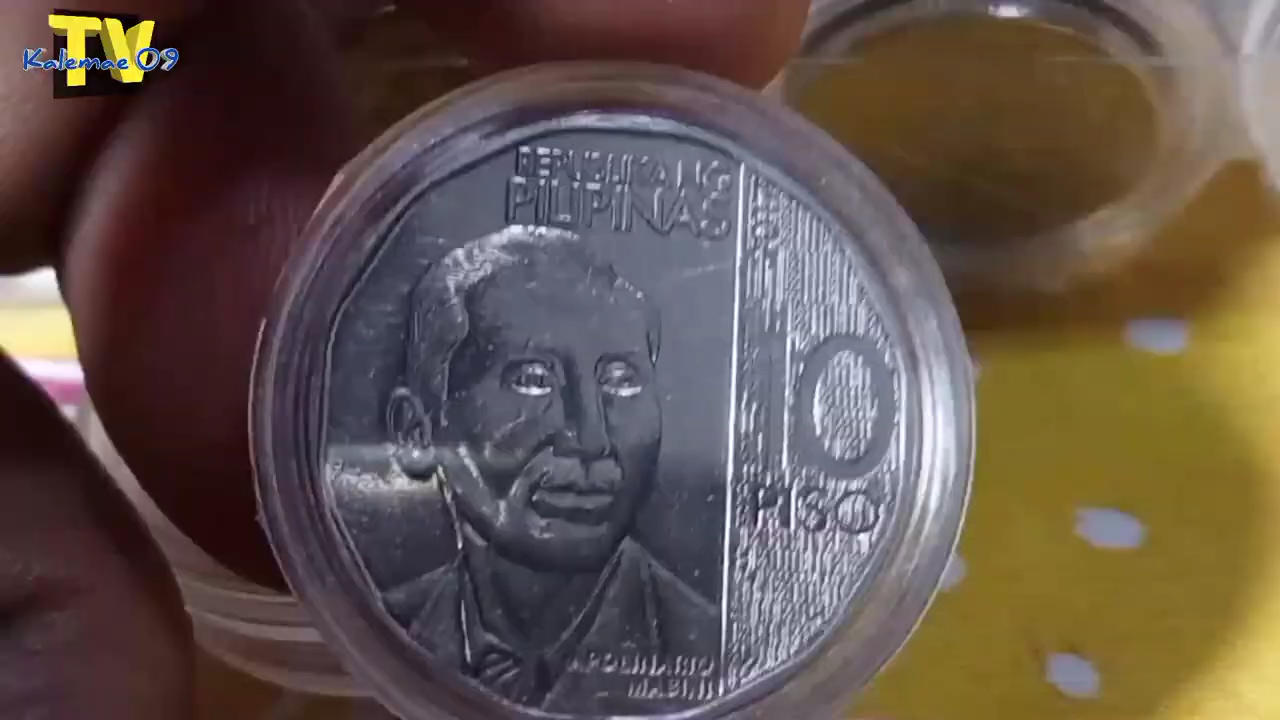 TV
Kalemae 09
REPUBLIKA NG
PILIPINAS
10
PISO
APOLINARIO
MABINI